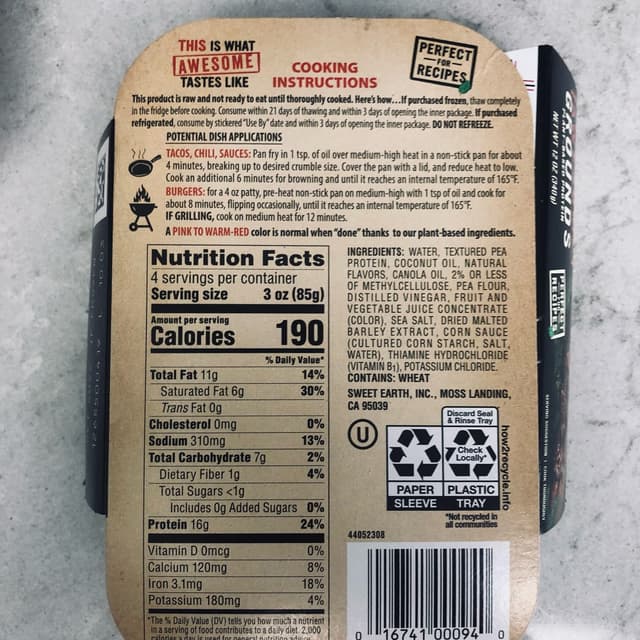 THIS IS WHAT
AWESOME
TASTES LIKE
COOKING
INSTRUCTIONS
PERFECT
FOR
RECIPES
This product is raw and not ready to eat until thoroughly cooked. Here's how...If purchased frozen, thaw completely
in the fridge before cooking. Consume within 21 days of thawing and within 3 days of opening the inner package. If purchased
refrigerated, consume by stickered "Use By" date and within 3 days of opening the inner package. DO NOT REFREEZE.
POTENTIAL DISH APPLICATIONS
TACOS, CHILI, SAUCES: Pan fry in 1 tsp. of oil over medium-high heat in a non-stick pan for about
4 minutes, breaking up to desired crumble size. Cover the pan with a lid, and reduce heat to low.
Cook an additional 6 minutes for browning and until it reaches an internal temperature of 165°F.
BURGERS: for a 4 oz patty, pre-heat non-stick pan on medium-high with 1 tsp of oil and cook for
about 8 minutes, flipping occasionally, until it reaches an internal temperature of 165°F.
IF GRILLING, cook on medium heat for 12 minutes.
A PINK TO WARM-RED color is normal when "done" thanks to our plant-based ingredients.
Nutrition Facts
4 servings per container
Serving size 3 oz (85g)
Amount per serving
Calories 190
% Daily Value*
Total Fat 11g 14%
Saturated Fat 6g 30%
Trans Fat 0g
Cholesterol 0mg 0%
Sodium 310mg 13%
Total Carbohydrate 7g 2%
Dietary Fiber 1g 4%
Total Sugars <1g
Includes 0g Added Sugars 0%
Protein 16g 24%
Vitamin D 0mcg 0%
Calcium 120mg 8%
Iron 3.1mg 18%
Potassium 180mg 4%
*The % Daily Value (DV) tells you how much a nutrient
in a serving of food contributes to a daily diet. 2,000
calories a day is used for general nutrition advice.
INGREDIENTS: WATER, TEXTURED PEA
PROTEIN, COCONUT OIL, NATURAL
FLAVORS, CANOLA OIL, 2% OR LESS
OF METHYLCELLULOSE, PEA FLOUR,
DISTILLED VINEGAR, FRUIT AND
VEGETABLE JUICE CONCENTRATE
(COLOR), SEA SALT, DRIED MALTED
BARLEY EXTRACT, CORN SAUCE
(CULTURED CORN STARCH, SALT,
WATER), THIAMINE HYDROCHLORIDE
(VITAMIN B1), POTASSIUM CHLORIDE.
CONTAINS: WHEAT
SWEET EARTH, INC., MOSS LANDING,
CA 95039
U
Discard Seal
& Rinse Tray
Check
Locally*
PAPER
SLEEVE
PLASTIC
TRAY
how2recycle.info
*Not recycled in
all communities
44052308
0 16741 00094 0
NET WT 12 OZ (340g)
PERFECT
FOR
RECIPES